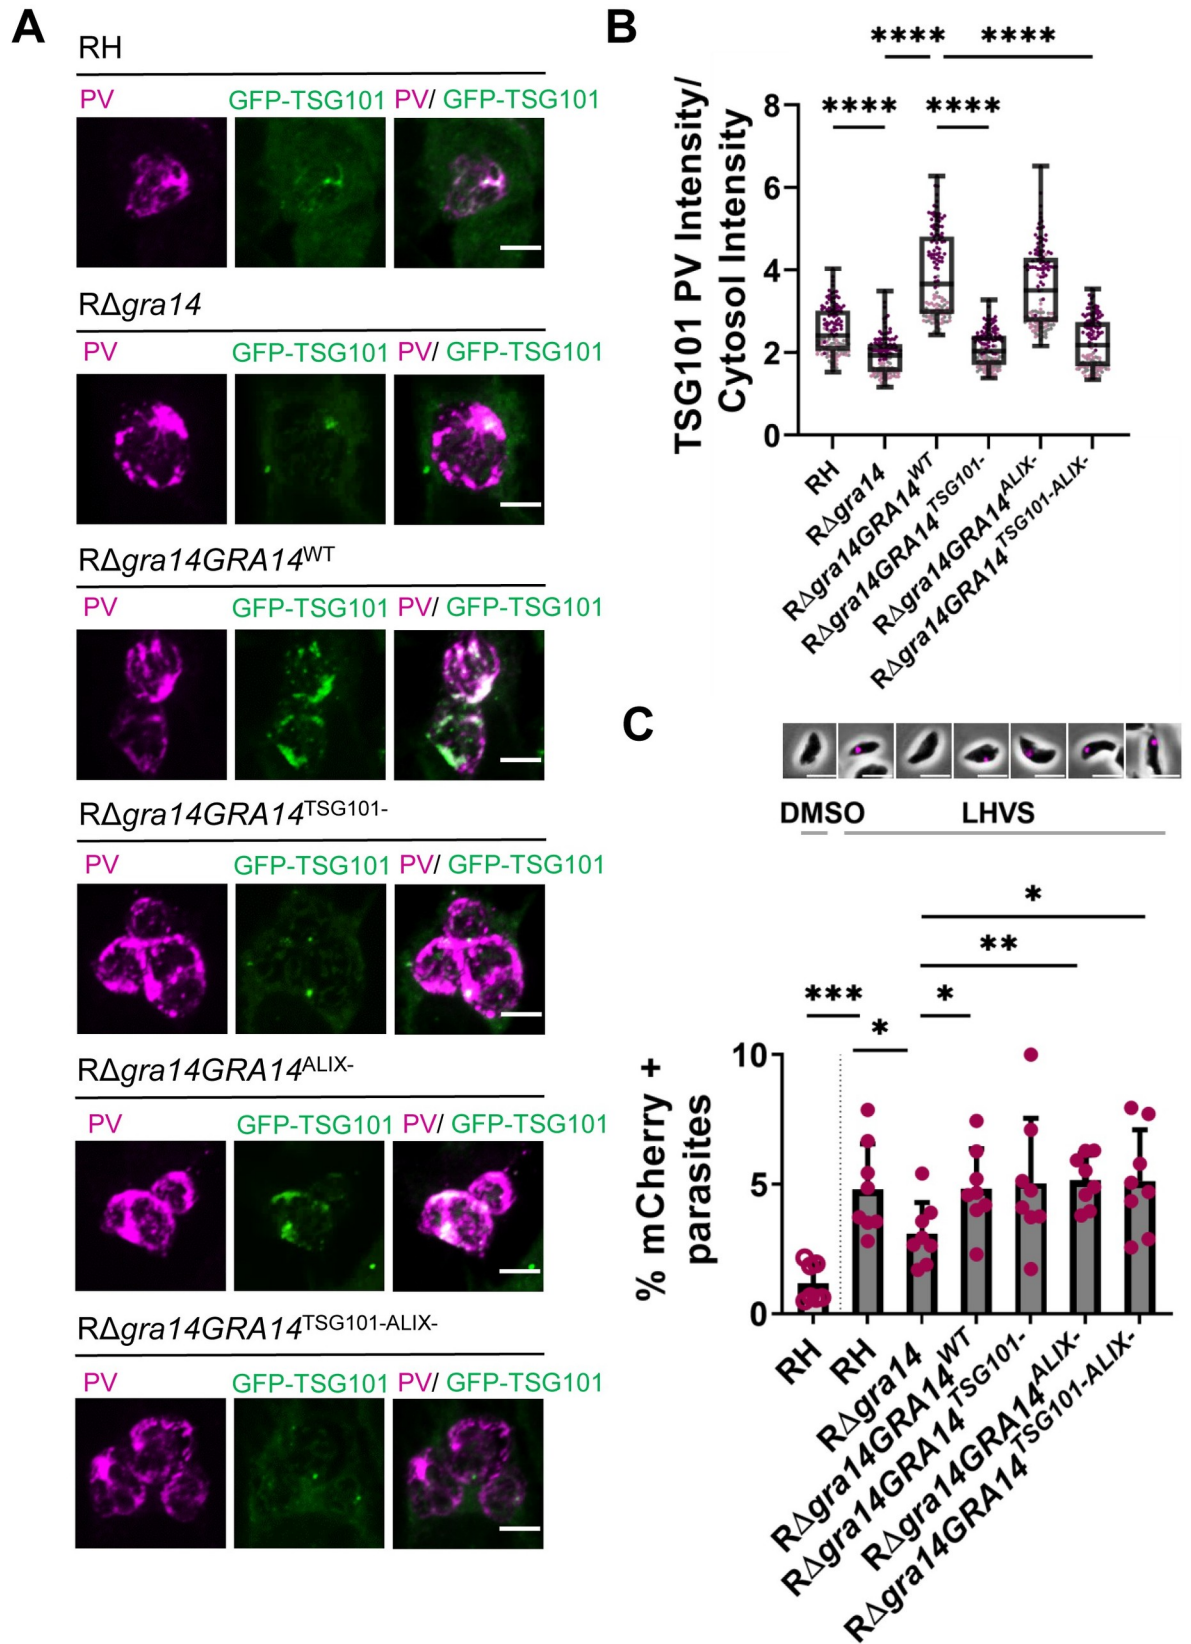 A
RH
PV GFP-TSG101 PV/ GFP-TSG101
RΔgra14
PV GFP-TSG101 PV/ GFP-TSG101
RΔgra14GRA14WT
PV GFP-TSG101 PV/ GFP-TSG101
RΔgra14GRA14TSG101-
PV GFP-TSG101 PV/ GFP-TSG101
RΔgra14GRA14ALIX-
PV GFP-TSG101 PV/ GFP-TSG101
RΔgra14GRA14TSG101-ALIX-
PV GFP-TSG101 PV/ GFP-TSG101
B
**** ****
**** ****
TSG101 PV Intensity/
Cytosol Intensity
8
6
4
2
0
RH
RΔgra14
RΔgra14GRA14WT
RΔgra14GRA14TSG101-
RΔgra14GRA14ALIX-
RΔgra14GRA14TSG101-ALIX-
C
DMSO LHVS
*
**
*** *
*
% mCherry +
parasites
10
5
0
RH
RH
RΔgra14
RΔgra14GRA14WT
RΔgra14GRA14TSG101-
RΔgra14GRA14ALIX-
RΔgra14GRA14TSG101-ALIX-